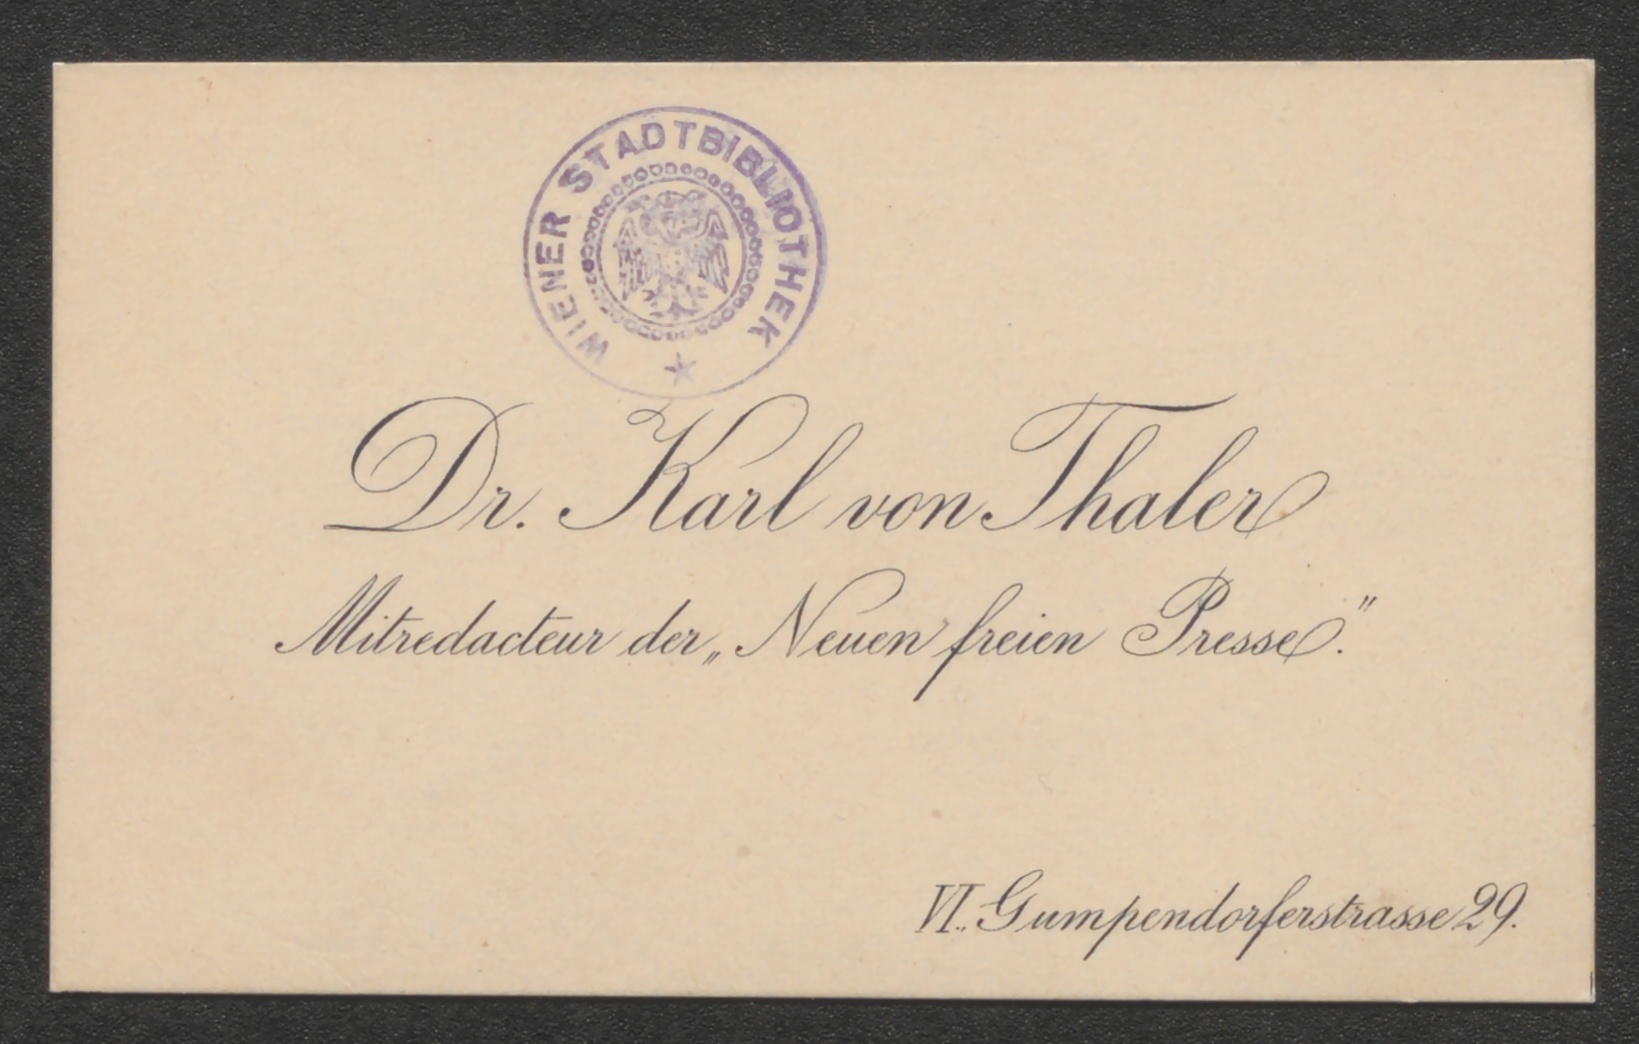 WIENER STADTBIBLIOTHEK
Dr. Karl von Thaler
Mitredacteur der „Neuen freien Presse."
VI., Gumpendorferstrasse 29.